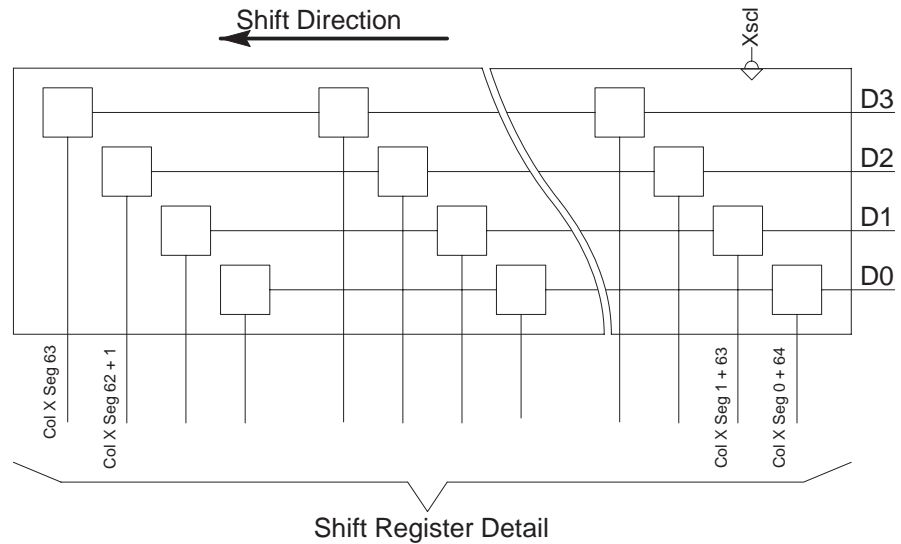 Shift Direction
Xscl
D3
D2
D1
D0
Col X Seg 63
Col X Seg 62 + 1
Col X Seg 1 + 63
Col X Seg 0 + 64
Shift Register Detail